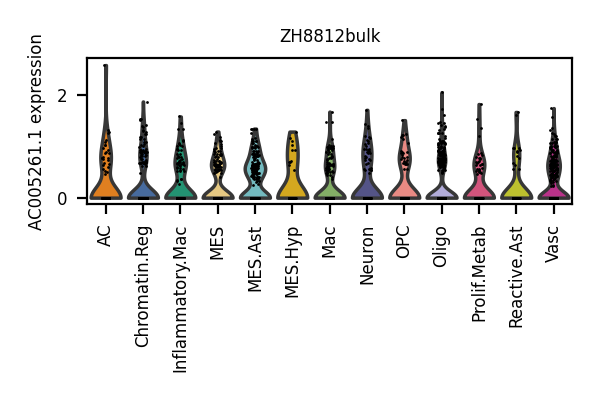 ZH8812bulk
AC005261.1 expression
2
0
AC
Chromatin.Reg
Inflammatory.Mac
MES
MES.Ast
MES.Hyp
Mac
Neuron
OPC
Oligo
Prolif.Metab
Reactive.Ast
Vasc